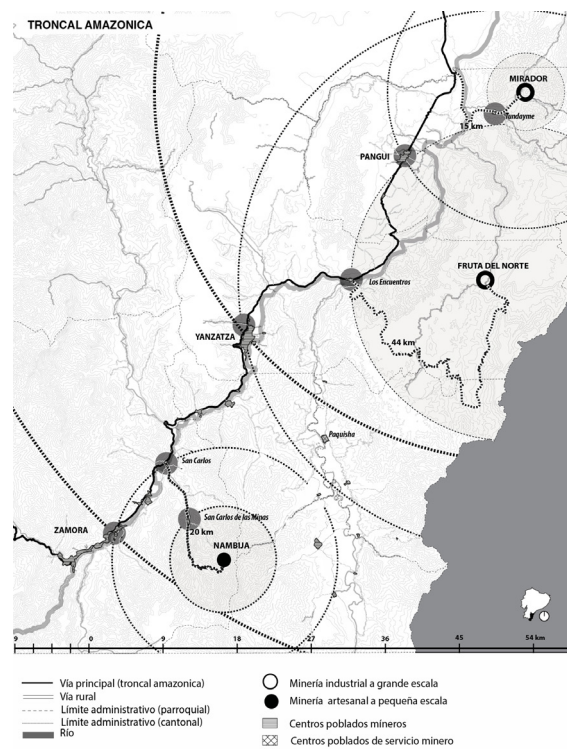 TRONCAL AMAZONICA
MIRADOR
Tundayme
15 km
PANGUI
FRUTA DEL NORTE
Los Encuentros
YANZATZA
44 km
Paquisha
San Carlos
San Carlos de las Minas
20 km
ZAMORA
NAMBIJA
9 0 9 18 27 36 45 54 km
Vía principal (troncal amazonica)
Vía rural
Límite administrativo (parroquial)
Límite administrativo (cantonal)
Río
Minería industrial a grande escala
Minería artesanal a pequeña escala
Centros poblados míneros
Centros poblados de servicio minero